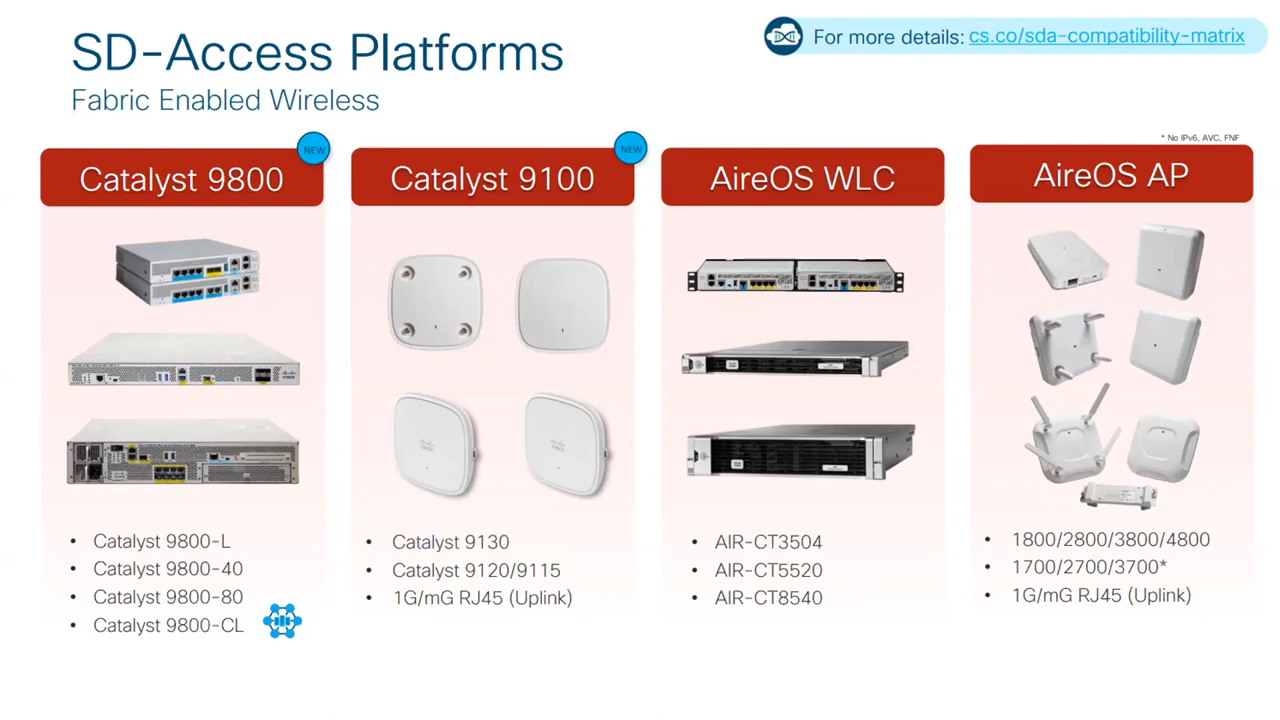 SD-Access Platforms
Fabric Enabled Wireless
For more details: cs.co/sda-compatibility-matrix
* No IPv6, AVC, FNF
NEW
Catalyst 9800
• Catalyst 9800-L
• Catalyst 9800-40
• Catalyst 9800-80
• Catalyst 9800-CL
NEW
Catalyst 9100
• Catalyst 9130
• Catalyst 9120/9115
• 1G/mG RJ45 (Uplink)
AireOS WLC
• AIR-CT3504
• AIR-CT5520
• AIR-CT8540
AireOS AP
• 1800/2800/3800/4800
• 1700/2700/3700*
• 1G/mG RJ45 (Uplink)